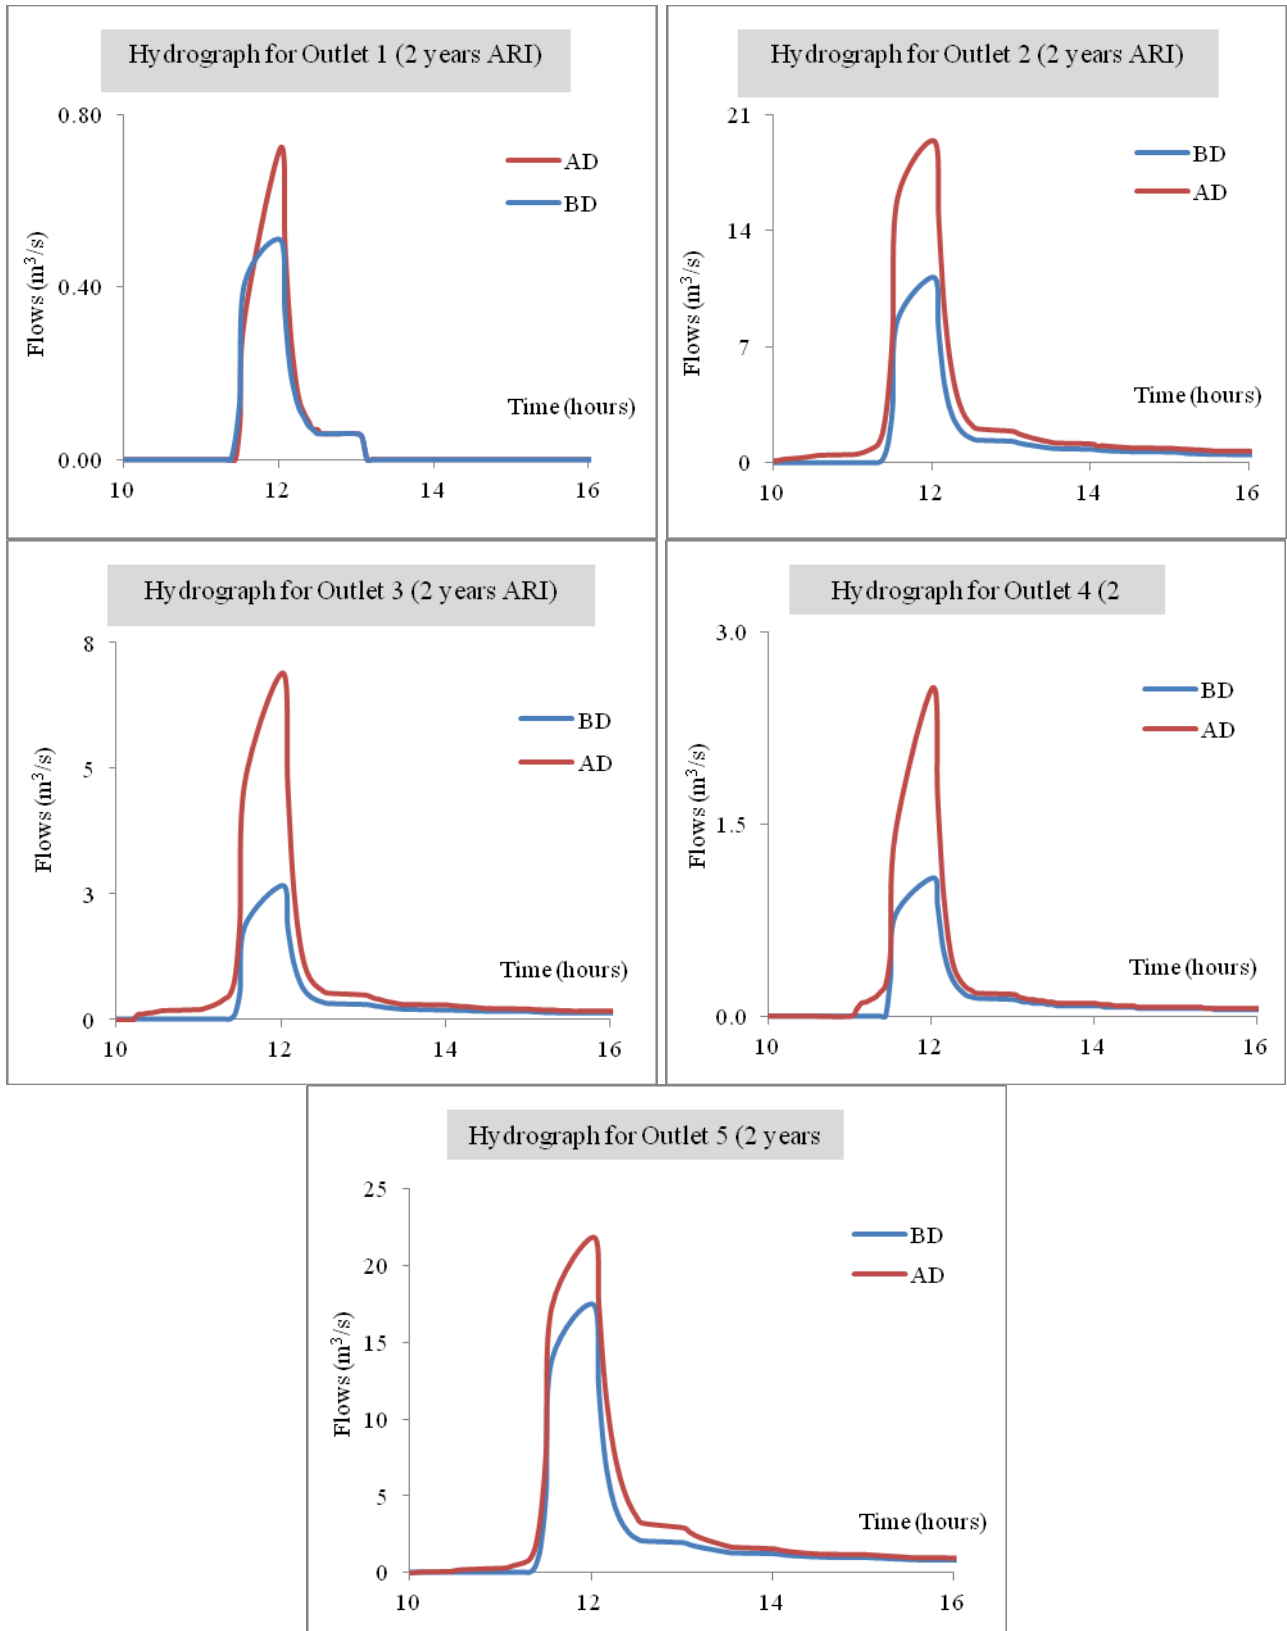 Hydrograph for Outlet 1 (2 years ARI)
0.80
0.40
0.00
Flows (m³/s)
AD
BD
Time (hours)
10 12 14 16
Hydrograph for Outlet 2 (2 years ARI)
21
14
7
0
Flows (m³/s)
BD
AD
Time (hours)
10 12 14 16
Hydrograph for Outlet 3 (2 years ARI)
8
5
3
0
Flows (m³/s)
BD
AD
Time (hours)
10 12 14 16
Hydrograph for Outlet 4 (2
3.0
1.5
0.0
Flows (m³/s)
BD
AD
Time (hours)
10 12 14 16
Hydrograph for Outlet 5 (2 years
25
20
15
10
5
0
Flows (m³/s)
BD
AD
Time (hours)
10 12 14 16